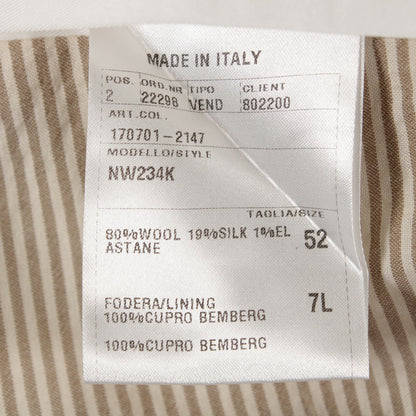 MADE IN ITALY
POS. ORD.NR TIPO CLIENT
2 22298 VEND 802200
ART.COL.
170701-2147
MODELLO/STYLE
NW234K
TAGLIA/SIZE
80%WOOL 19%SILK 1%EL 52
ASTANE
FODERA/LINING 7L
100%CUPRO BEMBERG
100%CUPRO BEMBERG